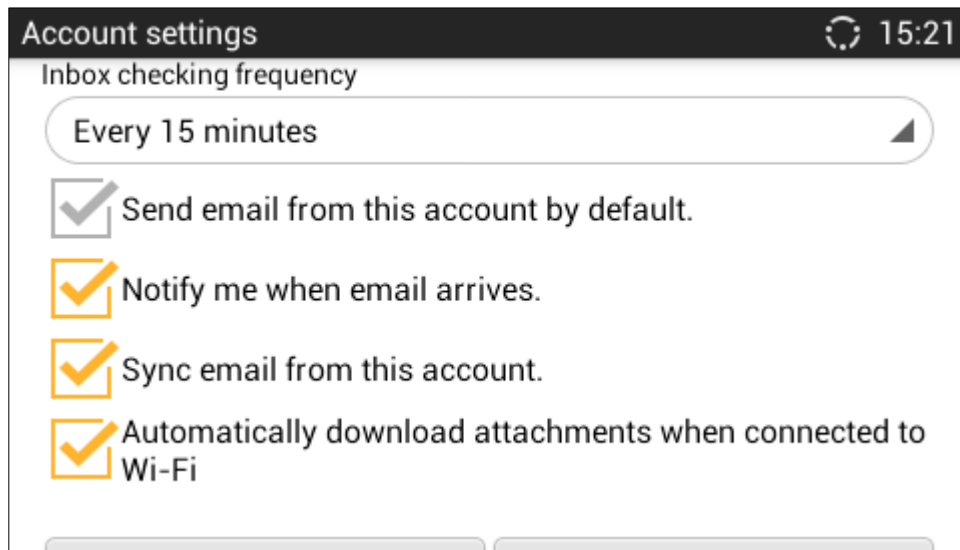 Account settings 15:21
Inbox checking frequency
Every 15 minutes
Send email from this account by default.
Notify me when email arrives.
Sync email from this account.
Automatically download attachments when connected to
Wi-Fi